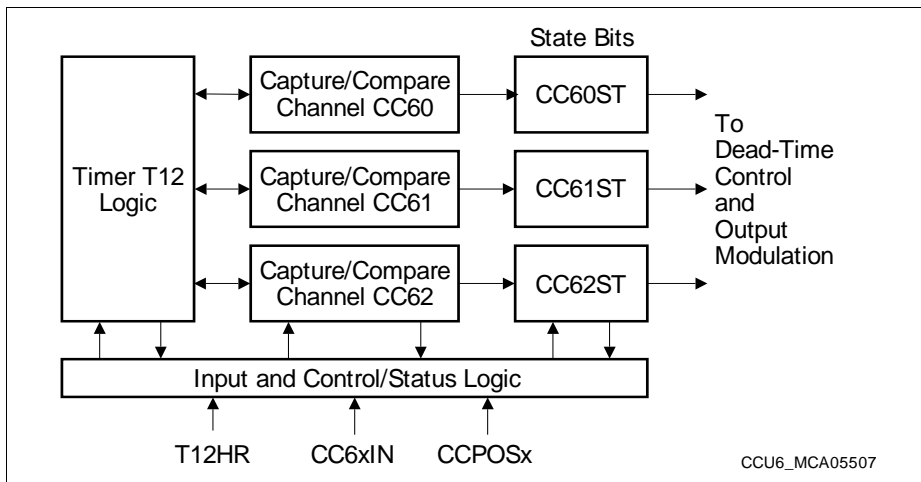 State Bits
Timer T12
Logic
Capture/Compare
Channel CC60
CC60ST
Capture/Compare
Channel CC61
CC61ST
Capture/Compare
Channel CC62
CC62ST
To
Dead-Time
Control
and
Output
Modulation
Input and Control/Status Logic
T12HR
CC6xIN
CCPOSx
CCU6_MCA05507